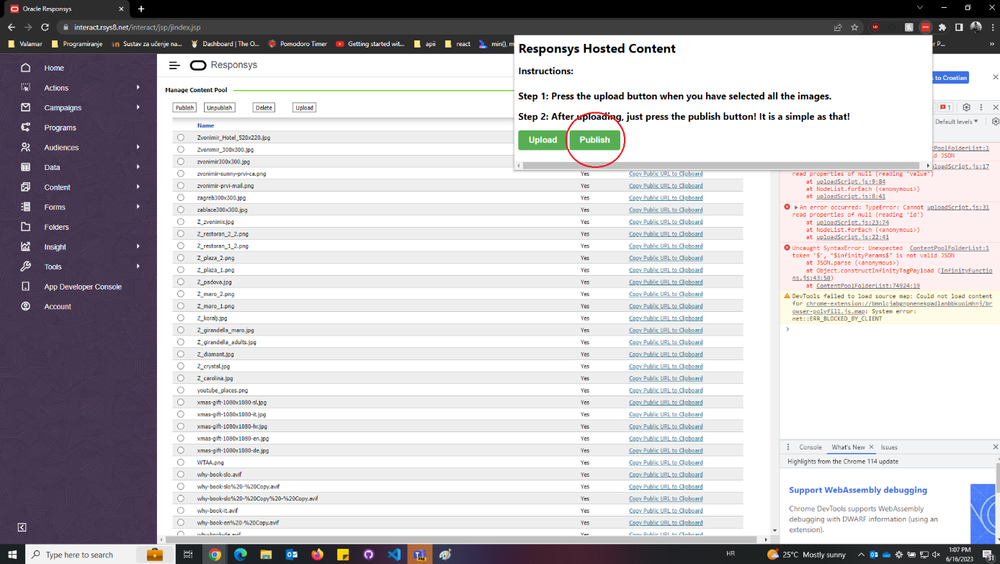 Oracle Responsys
interact.rsys8.net/interact/jsp/jindex.jsp
Valamar
Programiranje
Sustav za učenje na...
Dashboard | The O...
Pomodoro Timer
Getting started wit...
apii
react
min(), m
r P...
»
Home
Actions
Campaigns
Programs
Audiences
Data
Content
Forms
Folders
Insight
Tools
App Developer Console
Account
Responsys
Manage Content Pool
Publish Unpublish Delete Upload
Name
Zvonimir_Hotel_520x220.jpg
Zvonimir_300x300.jpg
zvonimir300x300.jpg
zvonimir-sunny-prvi-ca.png Yes Copy Public URL to Clipboard
zvonimir-prvi-mail.png Yes Copy Public URL to Clipboard
zagreb300x300.jpg Yes Copy Public URL to Clipboard
zablace300x300.jpg Yes Copy Public URL to Clipboard
Z_zvonimir.jpg Yes Copy Public URL to Clipboard
Z_restoran_2_2.png Yes Copy Public URL to Clipboard
Z_restoran_1_2.png Yes Copy Public URL to Clipboard
Z_plaza_2.png Yes Copy Public URL to Clipboard
Z_plaza_1.png Yes Copy Public URL to Clipboard
Z_padova.jpg Yes Copy Public URL to Clipboard
Z_maro_2.png Yes Copy Public URL to Clipboard
Z_maro_1.png Yes Copy Public URL to Clipboard
Z_koralj.jpg Yes Copy Public URL to Clipboard
Z_girandella_maro.jpg Yes Copy Public URL to Clipboard
Z_girandella_adults.jpg Yes Copy Public URL to Clipboard
Z_diamant.jpg Yes Copy Public URL to Clipboard
Z_crystal.jpg Yes Copy Public URL to Clipboard
Z_carolina.jpg Yes Copy Public URL to Clipboard
youtube_places.png Yes Copy Public URL to Clipboard
xmas-gift-1080x1080-sl.jpg Yes Copy Public URL to Clipboard
xmas-gift-1080x1080-it.jpg Yes Copy Public URL to Clipboard
xmas-gift-1080x1080-hr.jpg Yes Copy Public URL to Clipboard
xmas-gift-1080x1080-en.jpg Yes Copy Public URL to Clipboard
xmas-gift-1080x1080-de.jpg Yes Copy Public URL to Clipboard
WTAA.png Yes Copy Public URL to Clipboard
why-book-slo.avif Yes Copy Public URL to Clipboard
why-book-slo%20-%20Copy.avif Yes Copy Public URL to Clipboard
why-book-slo%20-%20Copy%20-%20Copy.avif Yes Copy Public URL to Clipboard
why-book-it.avif Yes Copy Public URL to Clipboard
why-book-en%20-%20Copy.avif Yes Copy Public URL to Clipboard
why-book-de.avif Yes Copy Public URL to Clipboard
Responsys Hosted Content
Instructions:
Step 1: Press the upload button when you have selected all the images.
Step 2: After uploading, just press the publish button! It is a simple as that!
Upload Publish
s to Croatian
1
Default levels
tPoolFolderList:1
id JSON
loadScript.js:17
read properties of null (reading 'value')
at uploadScript.js:9:84
at NodeList.forEach (<anonymous>)
at uploadScript.js:8:41
An error occurred: TypeError: Cannot uploadScript.js:31
read properties of null (reading 'id')
at uploadScript.js:23:74
at NodeList.forEach (<anonymous>)
at uploadScript.js:22:41
Uncaught SyntaxError: Unexpected ContentPoolFolderList:1
token '$', "$infinityParams$" is not valid JSON
at JSON.parse (<anonymous>)
at Object.constructInfinityTagPayload (InfinityFunctio
ns.js:43:50)
at ContentPoolFolderList:74924:19
DevTools failed to load source map: Could not load content
for chrome-extension://bmnlcjabgnpnenekpadlanbbkooimhnj/br
owser-polyfill.js.map: System error:
net::ERR_BLOCKED_BY_CLIENT
Console What's New Issues
Highlights from the Chrome 114 update
Support WebAssembly debugging
Chrome DevTools supports WebAssembly
debugging with DWARF information (using an
extension).
Type here to search
HR
25°C Mostly sunny
1:07 PM
6/16/2023
31